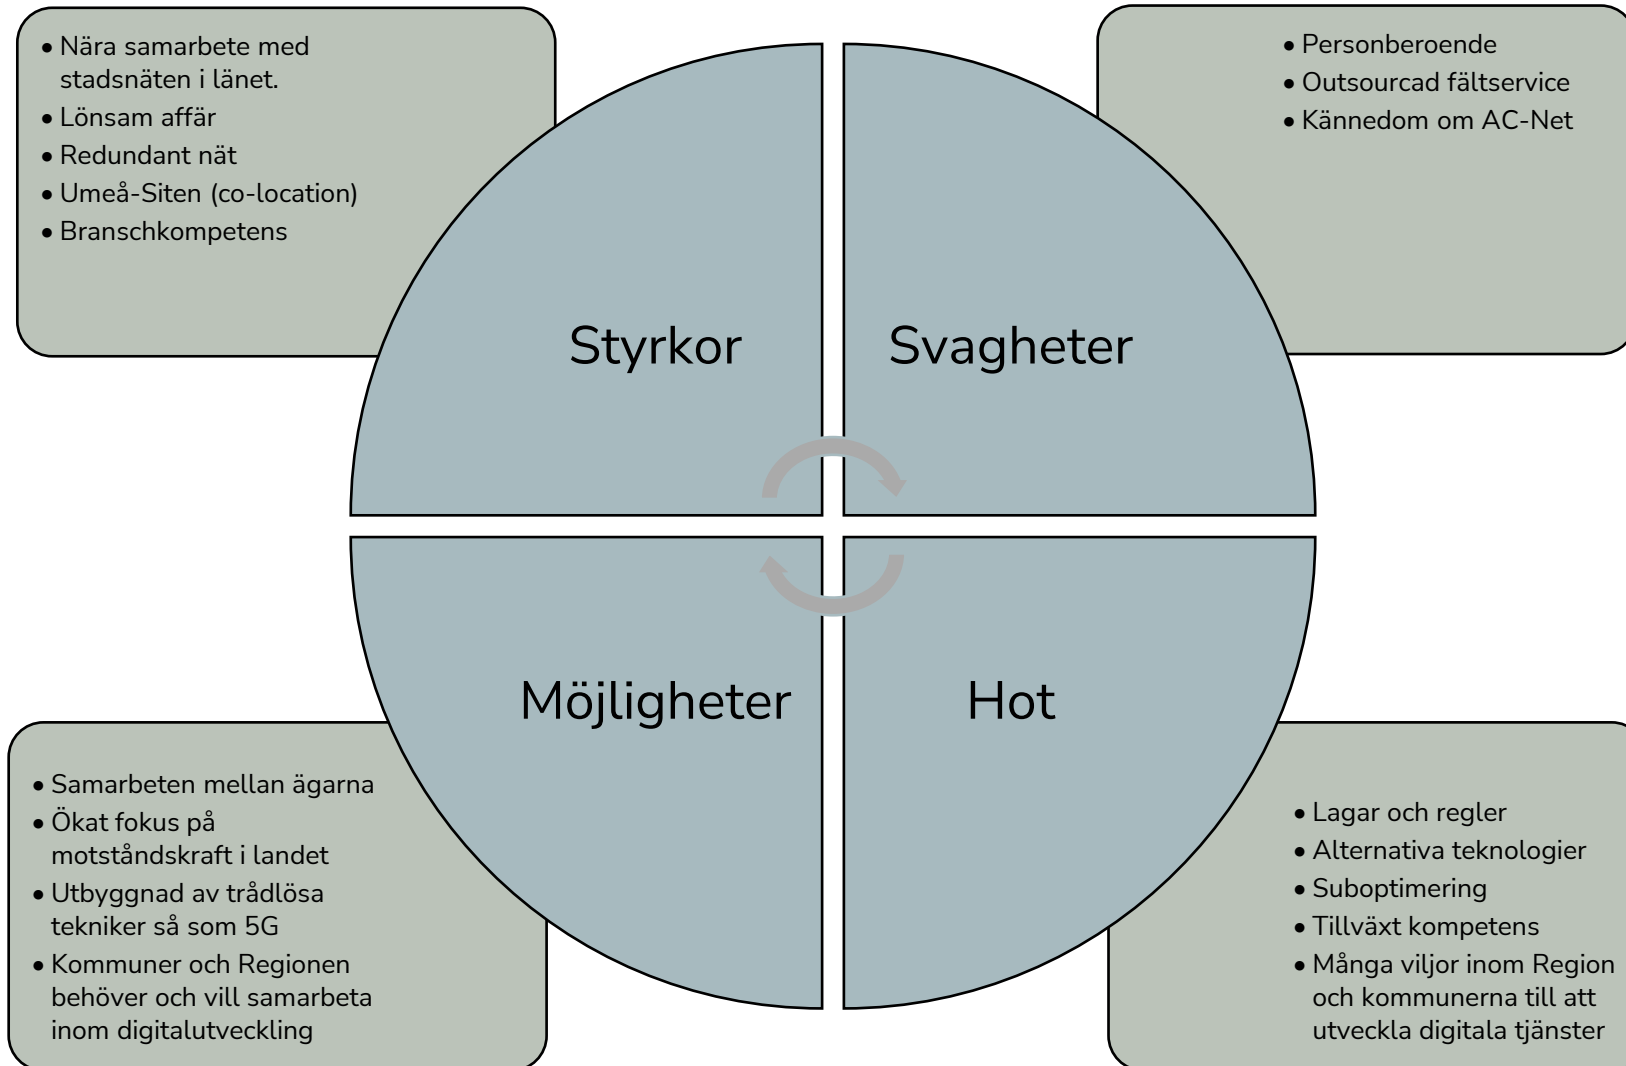 • Nära samarbete med
stadsnäten i länet.
• Lönsam affär
• Redundant nät
• Umeå-Siten (co-location)
• Branschkompetens
• Personberoende
• Outsourcad fältservice
• Kännedom om AC-Net
Styrkor
Svagheter
Möjligheter
Hot
• Samarbeten mellan ägarna
• Ökat fokus på
motståndskraft i landet
• Utbyggnad av trådlösa
tekniker så som 5G
• Kommuner och Regionen
behöver och vill samarbeta
inom digitalutveckling
• Lagar och regler
• Alternativa teknologier
• Suboptimering
• Tillväxt kompetens
• Många viljor inom Region
och kommunerna till att
utveckla digitala tjänster